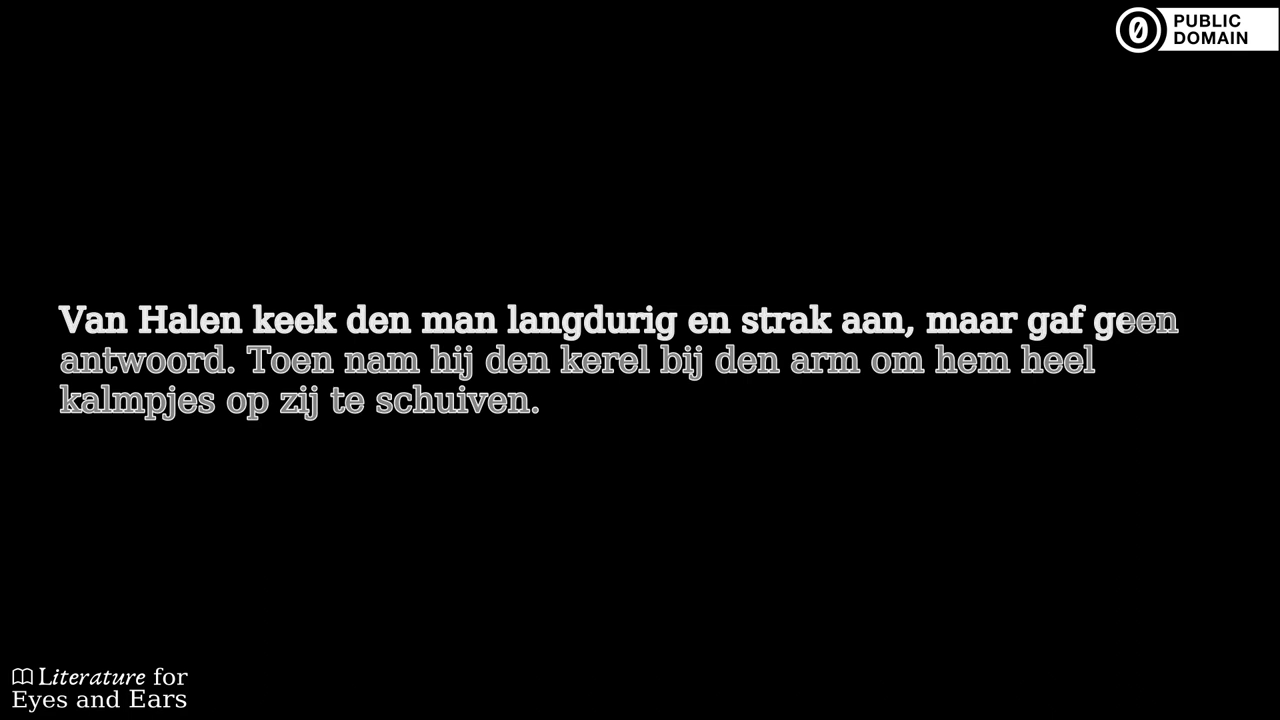 PUBLIC
DOMAIN
Van Halen keek den man langdurig en strak aan, maar gaf geen
antwoord. Toen nam hij den kerel bij den arm om hem heel
kalmpjes op zij te schuiven.
Literature for
Eyes and Ears